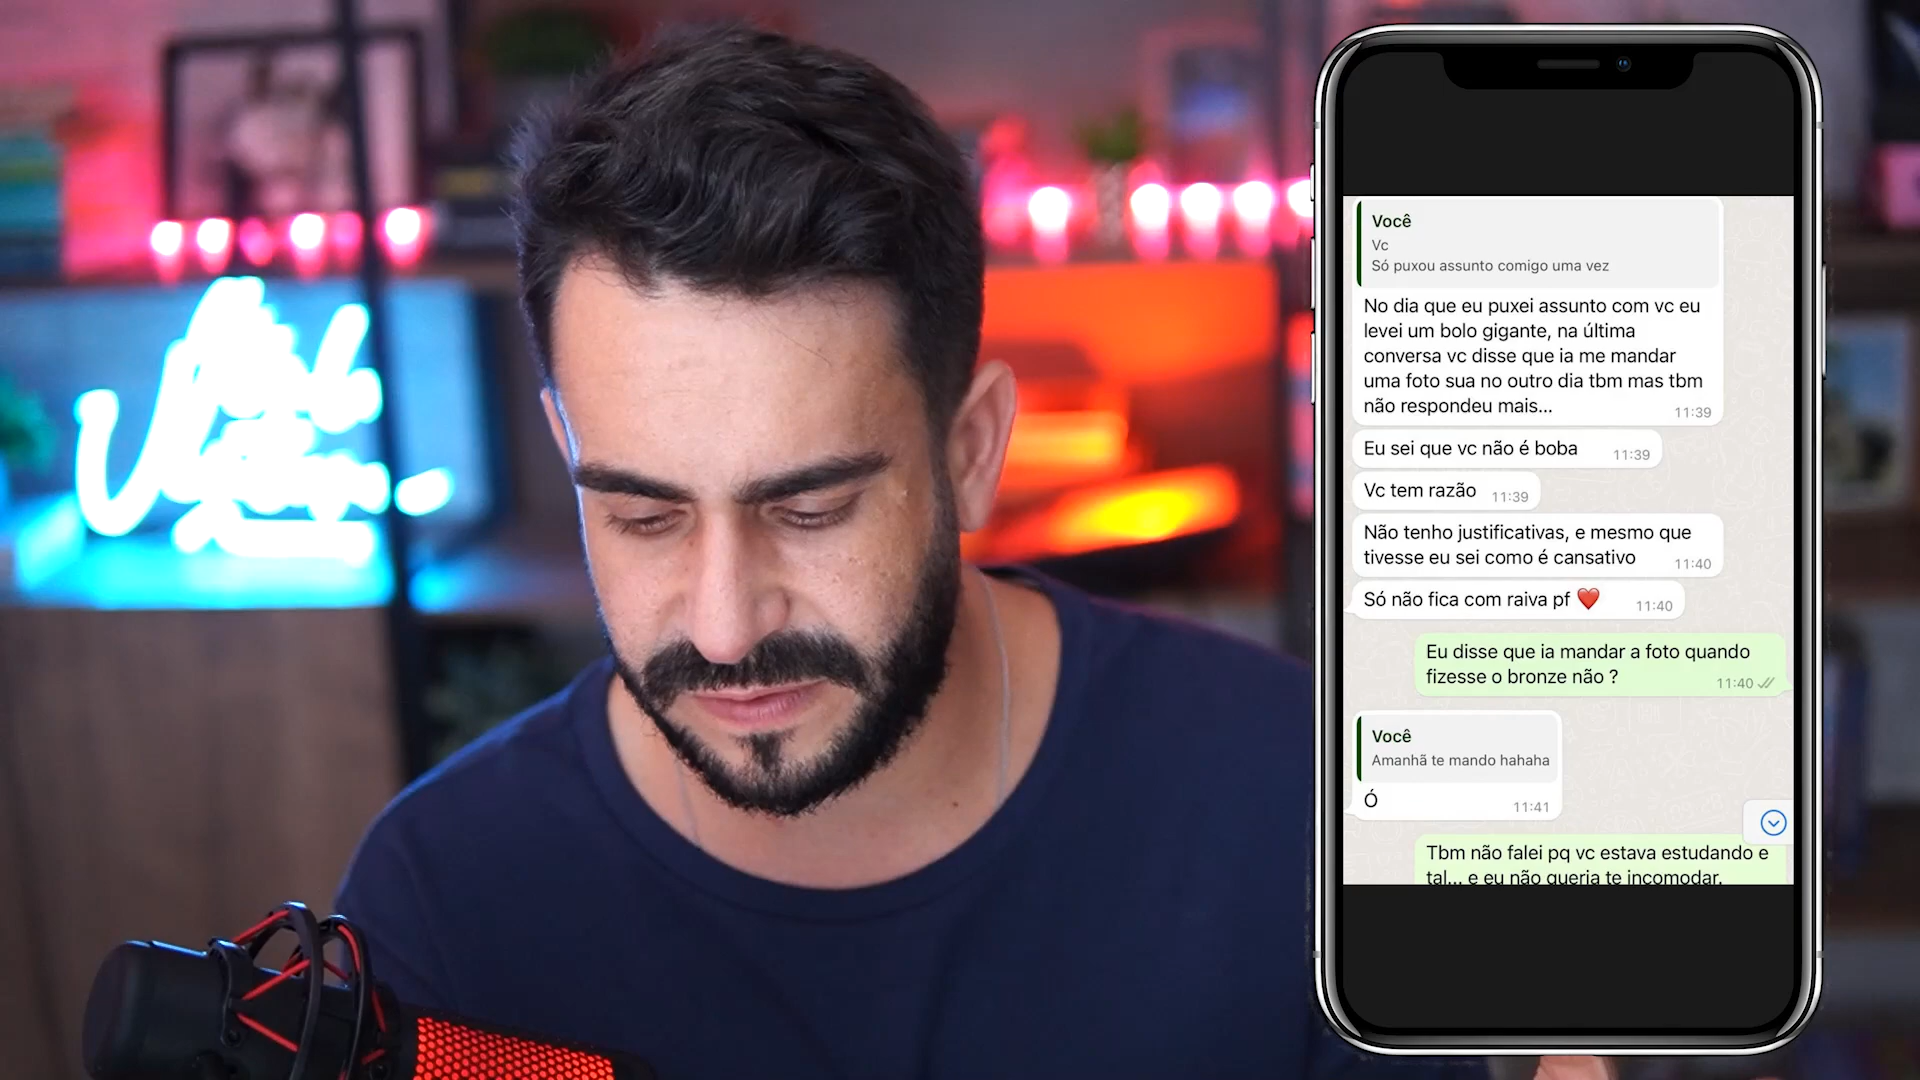 Você
Vc
Só puxou assunto comigo uma vez
No dia que eu puxei assunto com vc eu
levei um bolo gigante, na última
conversa vc disse que ia me mandar
uma foto sua no outro dia tbm mas tbm
não respondeu mais...
11:39
Eu sei que vc não é boba
11:39
Vc tem razão
11:39
Não tenho justificativas, e mesmo que
tivesse eu sei como é cansativo
11:40
Só não fica com raiva pf ❤️
11:40
Eu disse que ia mandar a foto quando
fizesse o bronze não ?
11:40
Você
Amanhã te mando hahaha
Ó
11:41
Tbm não falei pq vc estava estudando e
tal... e eu não queria te incomodar.